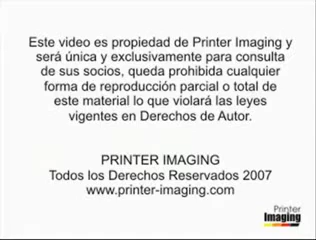 Este video es propiedad de Printer Imaging y
será única y exclusivamente para consulta
de sus socios, queda prohibida cualquier
forma de reproducción parcial o total de
este material lo que violará las leyes
vigentes en Derechos de Autor.
PRINTER IMAGING
Todos los Derechos Reservados 2007
www.printer-imaging.com
Printer
Imaging